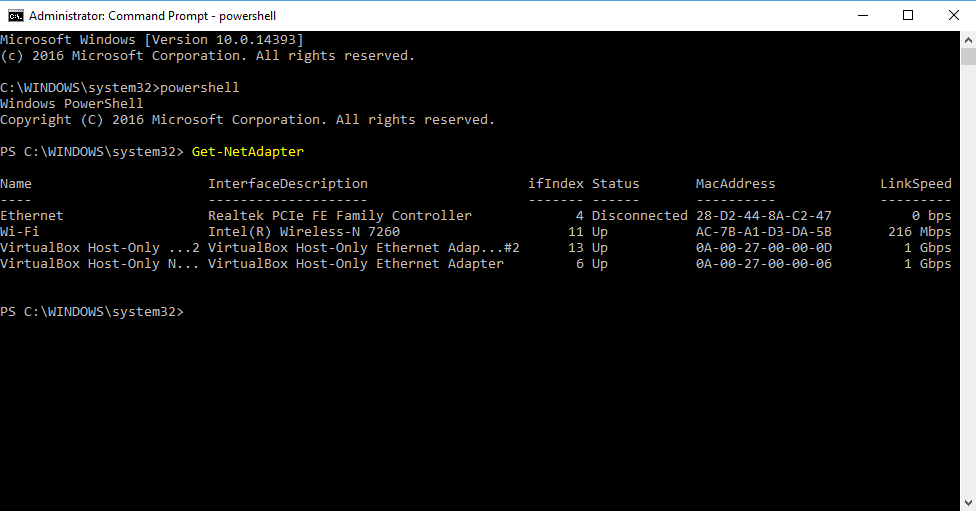 Administrator: Command Prompt - powershell
Microsoft Windows [Version 10.0.14393]
(c) 2016 Microsoft Corporation. All rights reserved.
C:\WINDOWS\system32>powershell
Windows PowerShell
Copyright (C) 2016 Microsoft Corporation. All rights reserved.
PS C:\WINDOWS\system32> Get-NetAdapter
Name                      InterfaceDescription                    ifIndex Status       MacAddress             LinkSpeed
----                      --------------------                    ------- ------       ----------             ---------
Ethernet                  Realtek PCIe FE Family Controller             4 Disconnected 28-D2-44-8A-C2-47          0 bps
Wi-Fi                     Intel(R) Wireless-N 7260                     11 Up           AC-7B-A1-D3-DA-5B       216 Mbps
VirtualBox Host-Only ...2 VirtualBox Host-Only Ethernet Adap...#2      13 Up           0A-00-27-00-00-0D         1 Gbps
VirtualBox Host-Only N... VirtualBox Host-Only Ethernet Adapter         6 Up           0A-00-27-00-00-06         1 Gbps
PS C:\WINDOWS\system32>